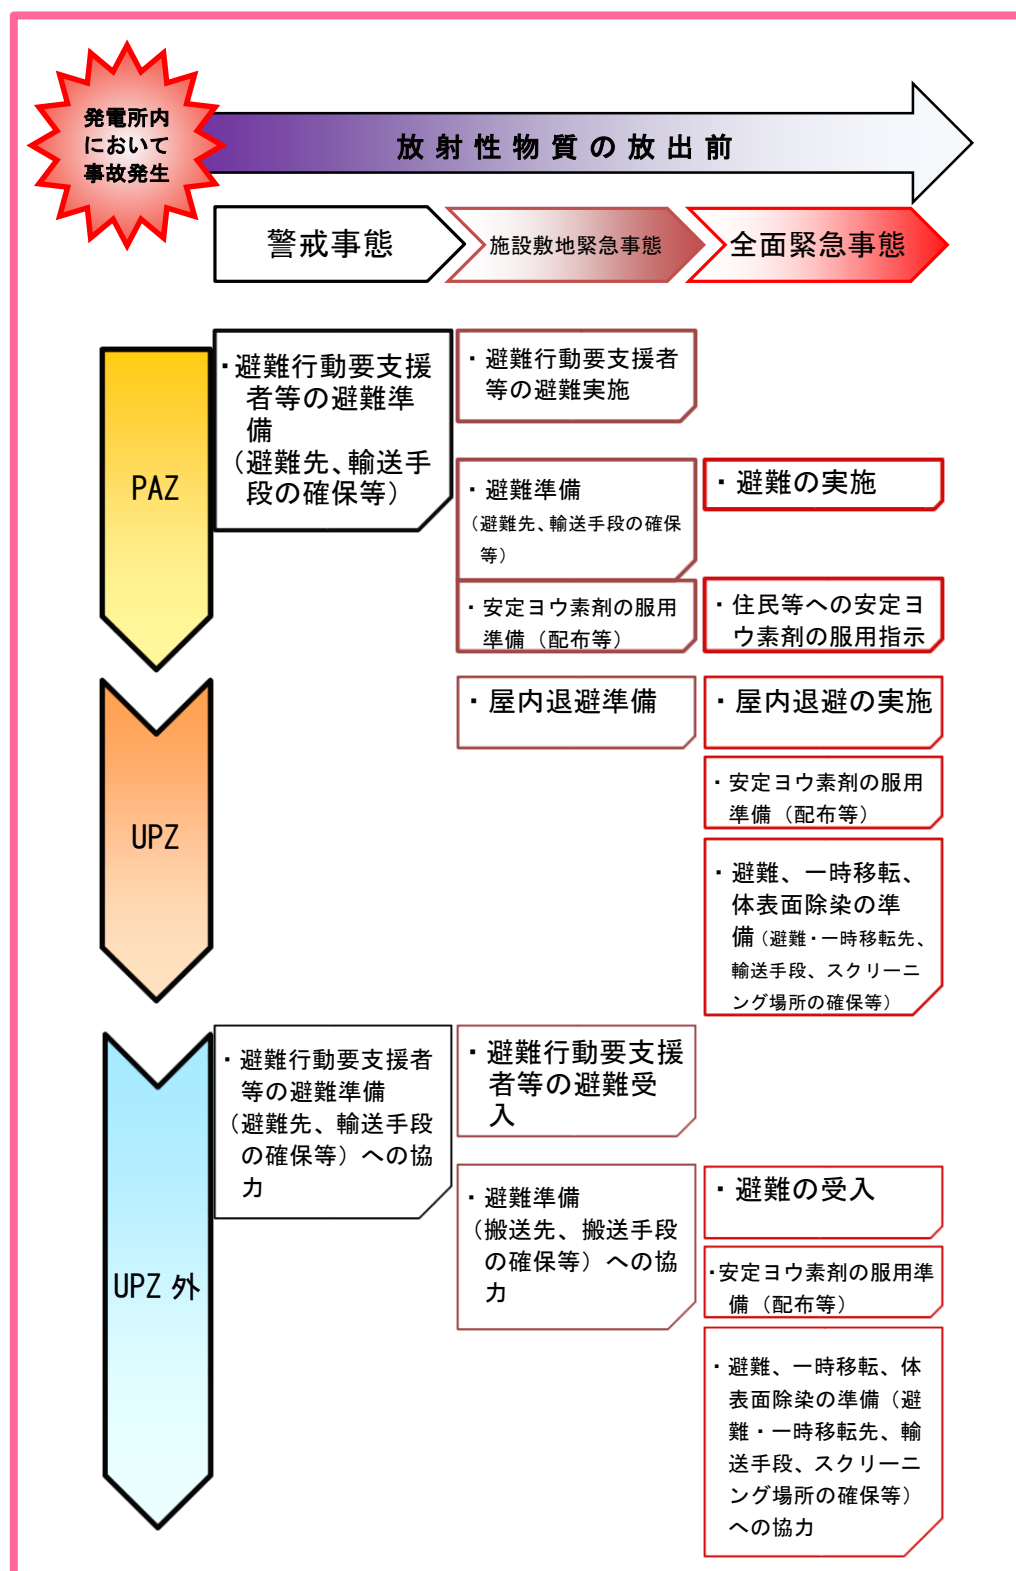 発電所内
において
事故発生
放射性物質の放出前
警戒事態
施設敷地緊急事態
全面緊急事態
PAZ
・避難行動要支援
者等の避難準
備
（避難先、輸送手
段の確保等）
・避難行動要支援者
等の避難実施
・避難準備
（避難先、輸送手段の確保
等）
・避難の実施
・安定ヨウ素剤の服用
準備（配布等）
・住民等への安定ヨ
ウ素剤の服用指示
UPZ
・屋内退避準備
・屋内退避の実施
・安定ヨウ素剤の服用
準備（配布等）
・避難、一時移転、
体表面除染の準
備（避難・一時移転先、
輸送手段、スクリーニ
ング場所の確保等）
UPZ 外
・避難行動要支援者
等の避難準備
（避難先、輸送手段
の確保等）への協
力
・避難行動要支援
者等の避難受
入
・避難準備
（搬送先、搬送手段
の確保等）への協
力
・避難の受入
・安定ヨウ素剤の服用準
備（配布等）
・避難、一時移転、体
表面除染の準備（避
難・一時移転先、輸
送手段、スクリーニ
ング場所の確保等）
への協力